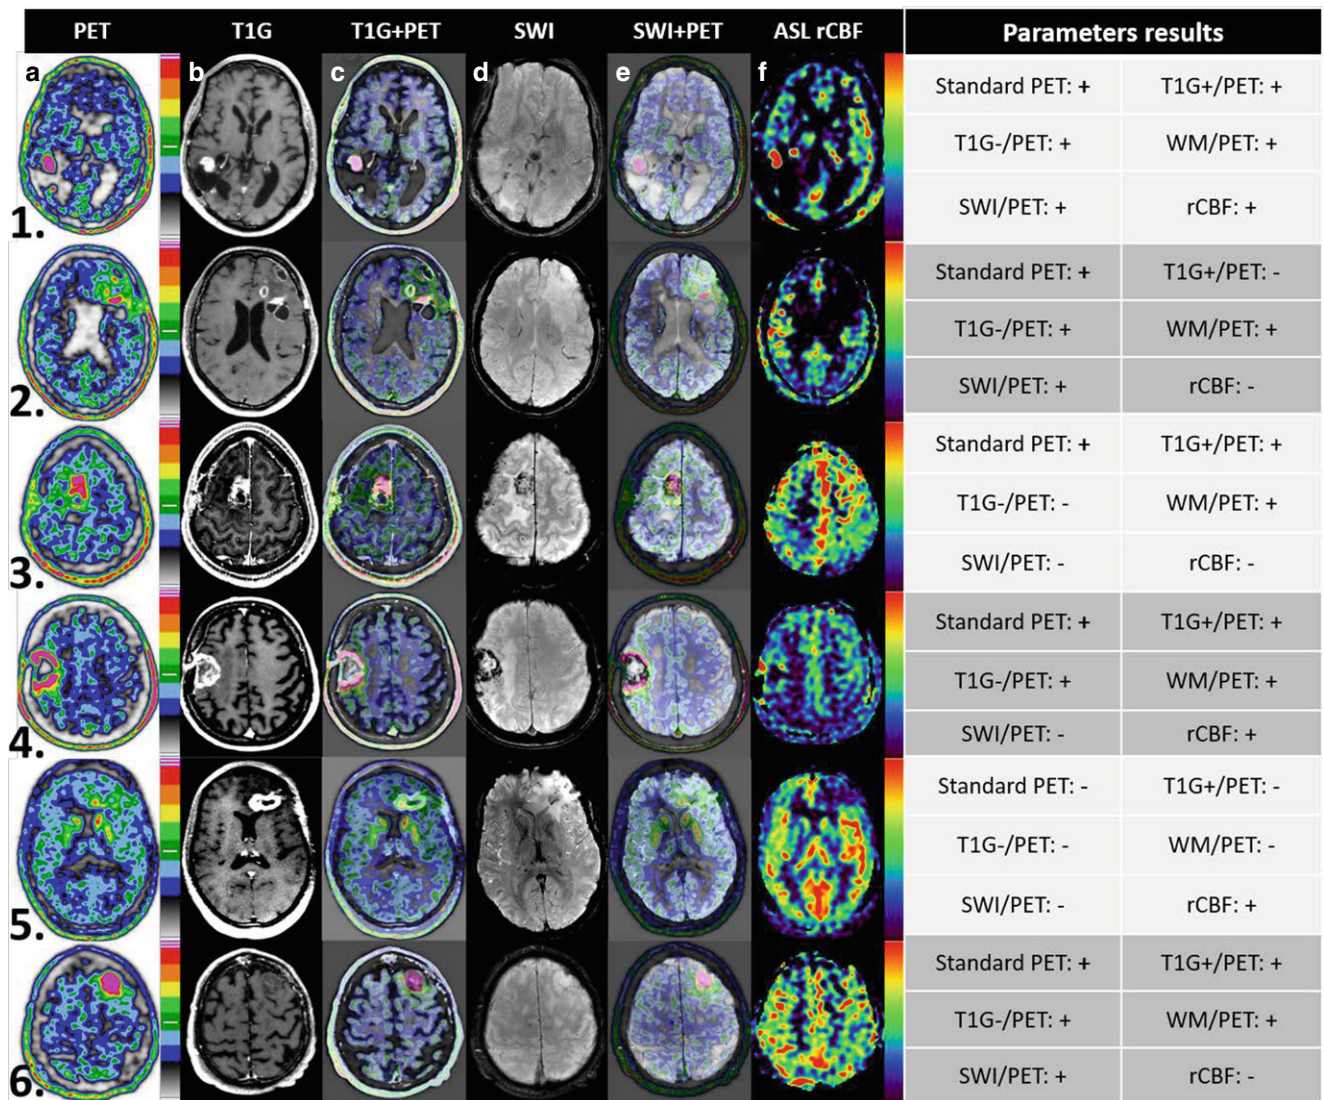 PET T1G T1G+PET SWI SWI+PET ASL rCBF Parameters results
a b c d e f
1.
Standard PET: + T1G+/PET: +
T1G-/PET: + WM/PET: +
SWI/PET: + rCBF: +
2.
Standard PET: + T1G+/PET: -
T1G-/PET: + WM/PET: +
SWI/PET: + rCBF: -
3.
Standard PET: + T1G+/PET: +
T1G-/PET: - WM/PET: +
SWI/PET: - rCBF: -
4.
Standard PET: + T1G+/PET: +
T1G-/PET: + WM/PET: +
SWI/PET: - rCBF: +
5.
Standard PET: - T1G+/PET: -
T1G-/PET: - WM/PET: -
SWI/PET: - rCBF: +
6.
Standard PET: + T1G+/PET: +
T1G-/PET: + WM/PET: +
SWI/PET: + rCBF: -